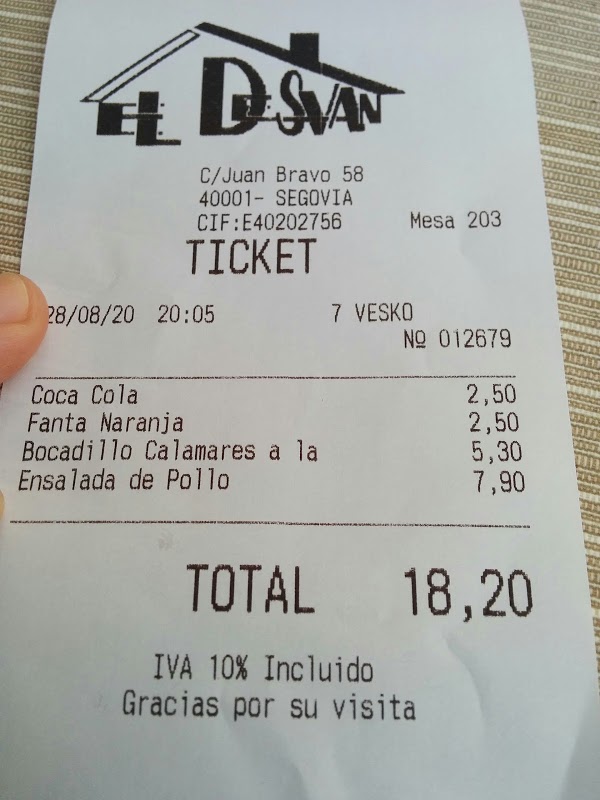 EL DESVAN
C/Juan Bravo 58
40001- SEGOVIA
CIF:E40202756 Mesa 203
TICKET
28/08/20 20:05 7 VESKO
Nº 012679
Coca Cola 2,50
Fanta Naranja 2,50
Bocadillo Calamares a la 5,30
Ensalada de Pollo 7,90
TOTAL 18,20
IVA 10% Incluido
Gracias por su visita